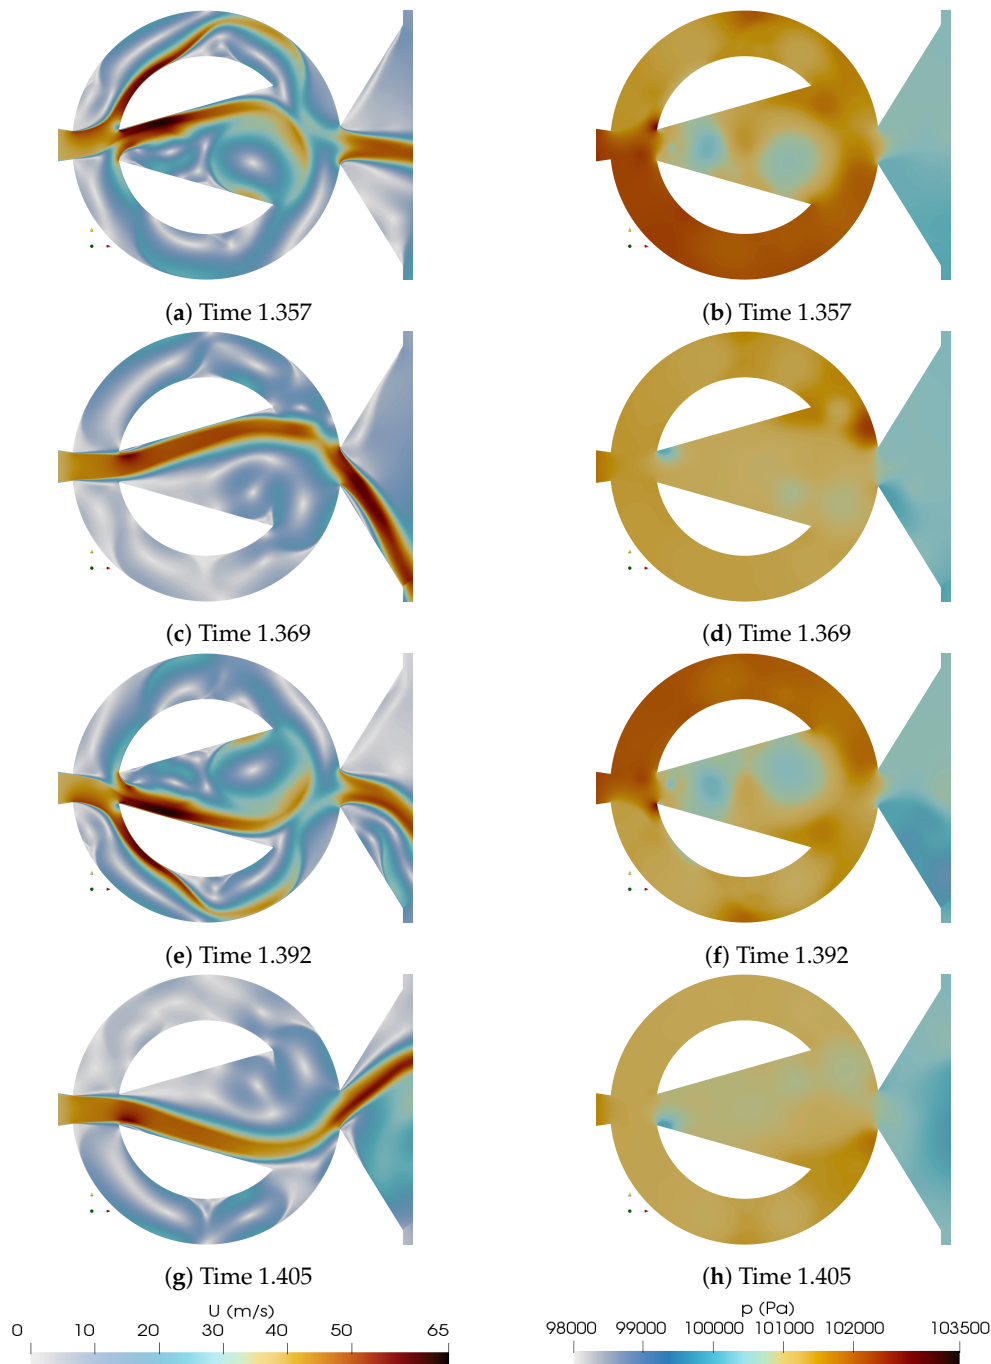 (a) Time 1.357
(b) Time 1.357
(c) Time 1.369
(d) Time 1.369
(e) Time 1.392
(f) Time 1.392
(g) Time 1.405
(h) Time 1.405
U (m/s)
0 10 20 30 40 50 65
p (Pa)
98000 99000 100000 101000 102000 103500